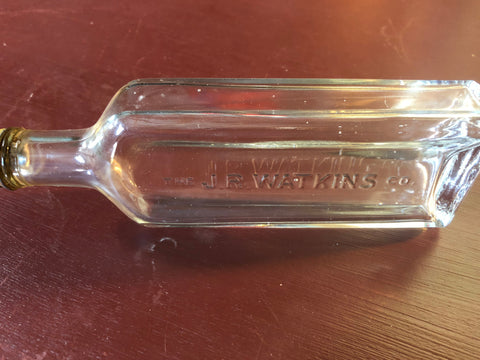 THE J.R. WATKINS CO.